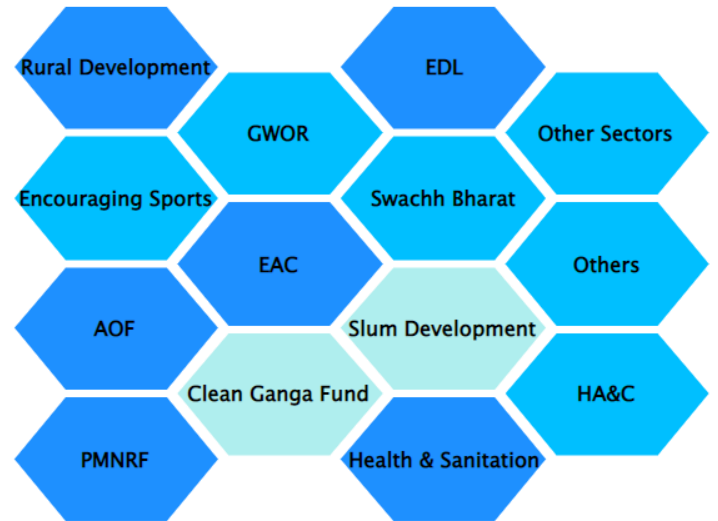 Rural Development
EDL
GWOR
Other Sectors
Encouraging Sports
Swachh Bharat
EAC
Others
AOF
Slum Development
Clean Ganga Fund
HA&C
PMNRF
Health & Sanitation